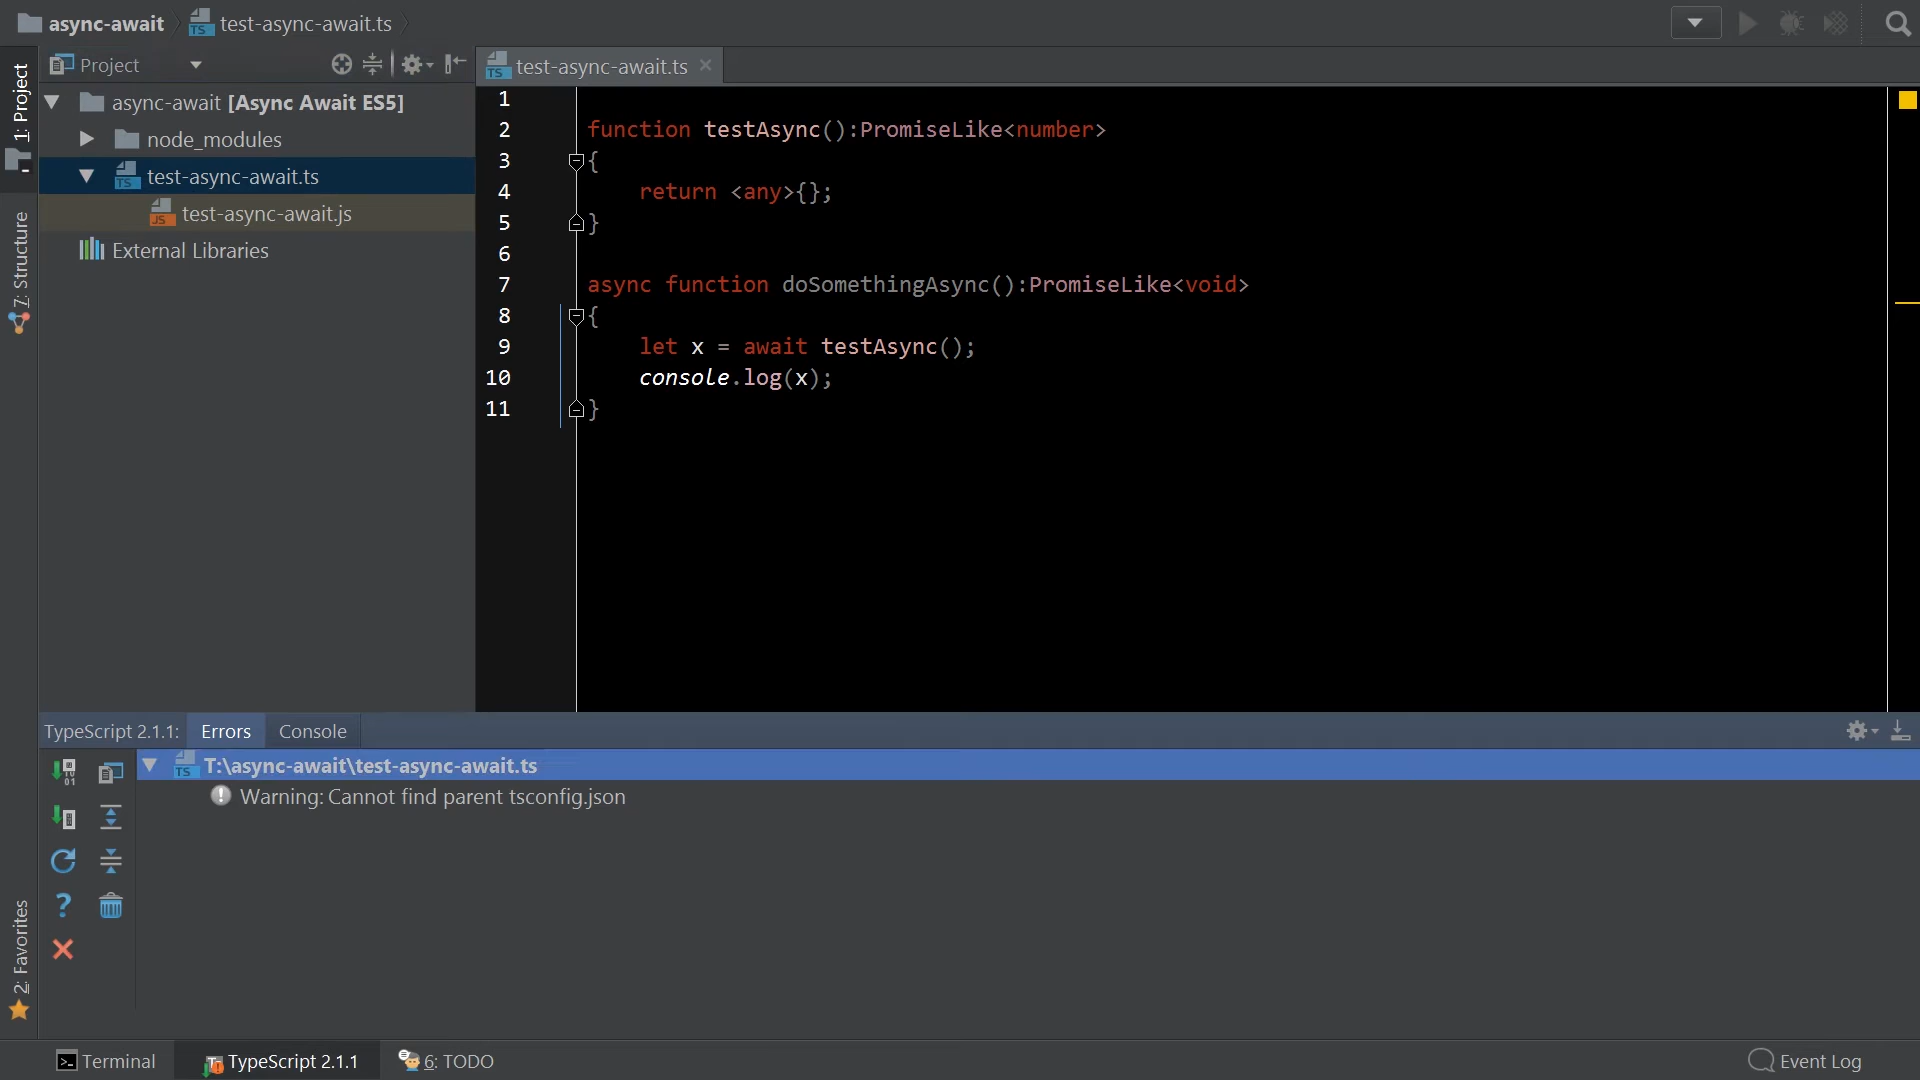 async-await
test-async-await.ts
Project
test-async-await.ts
1: Project
7: Structure
2: Favorites
async-await [Async Await ES5]
node_modules
TS test-async-await.ts
JS test-async-await.js
External Libraries
1
2 function testAsync():PromiseLike<number>
3 {
4 return <any>{};
5 }
6
7 async function doSomethingAsync():PromiseLike<void>
8 {
9 let x = await testAsync();
10 console.log(x);
11 }
TypeScript 2.1.1: Errors Console
TS T:\async-await\test-async-await.ts
Warning: Cannot find parent tsconfig.json
Terminal
TypeScript 2.1.1
6: TODO
Event Log